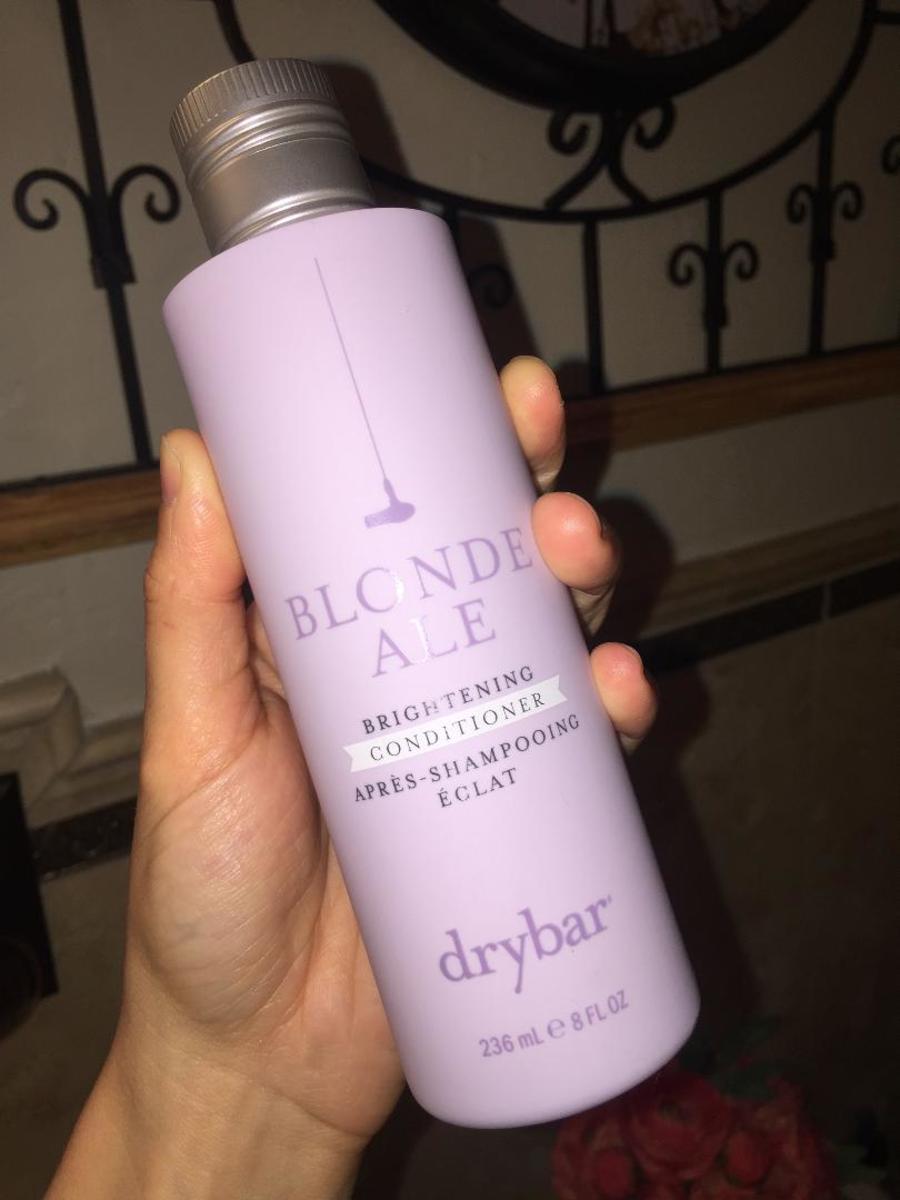 BLONDE
ALE
BRIGHTENING
CONDITIONER
APRÈS-SHAMPOOING
ÉCLAT
drybar
236 mL ℮ 8 FL OZ